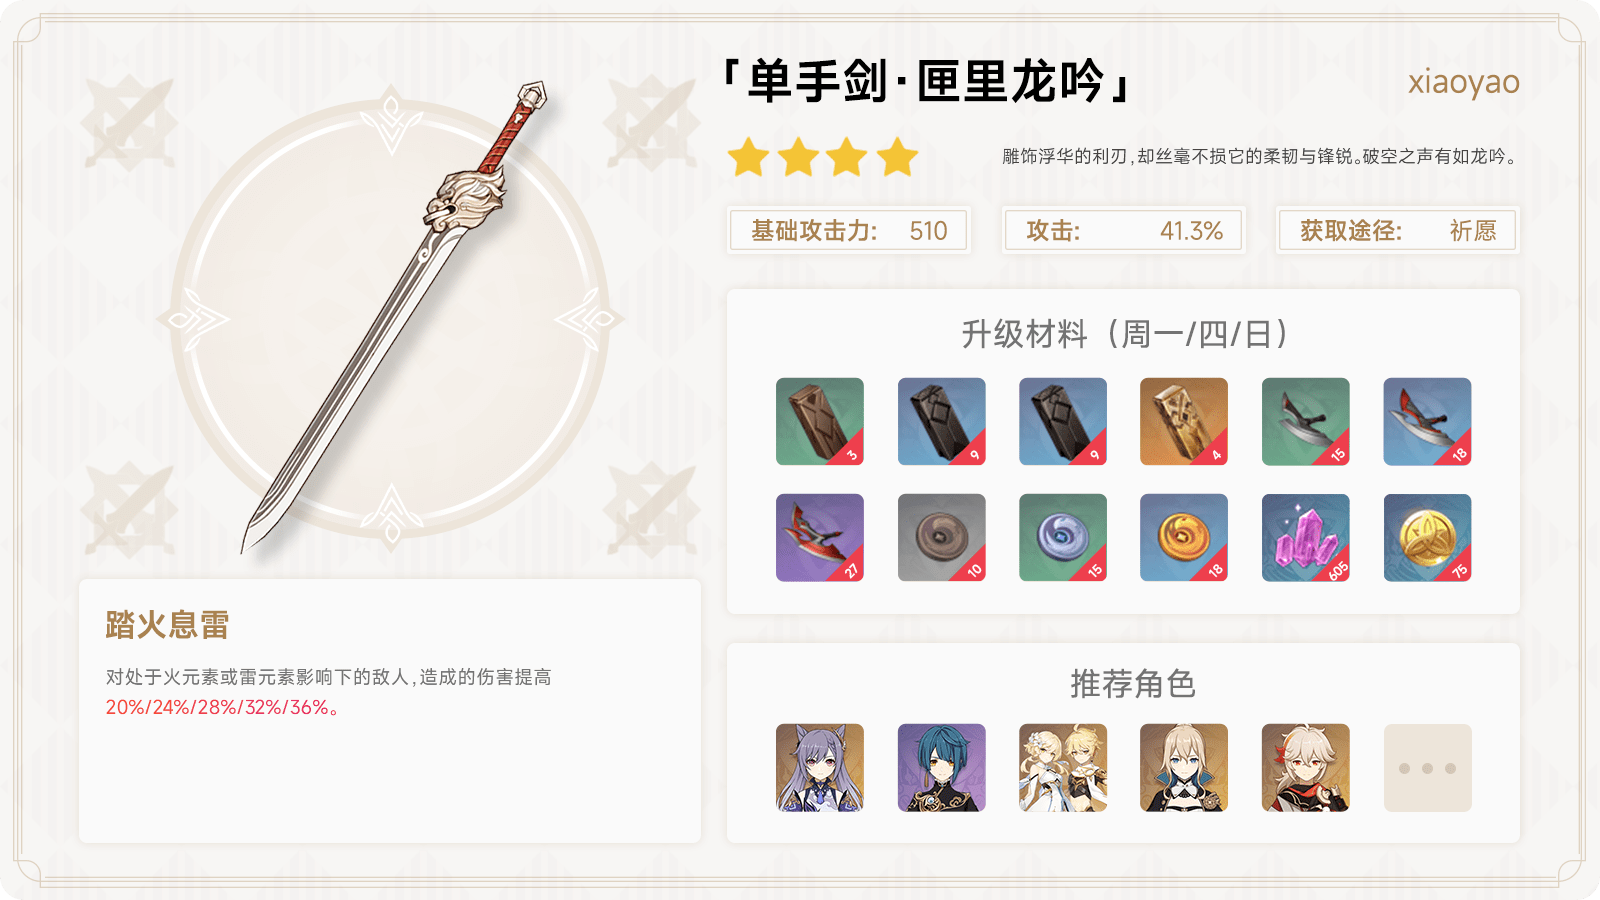 「单手剑·匣里龙吟」
xiaoyao
雕饰浮华的利刃,却丝毫不损它的柔韧与锋锐。破空之声有如龙吟。
基础攻击力: 510
攻击: 41.3%
获取途径: 祈愿
升级材料（周一/四/日）
3 9 9 4 15 18
27 10 15 18 605 75
踏火息雷
对处于火元素或雷元素影响下的敌人,造成的伤害提高
20%/24%/28%/32%/36%。
推荐角色